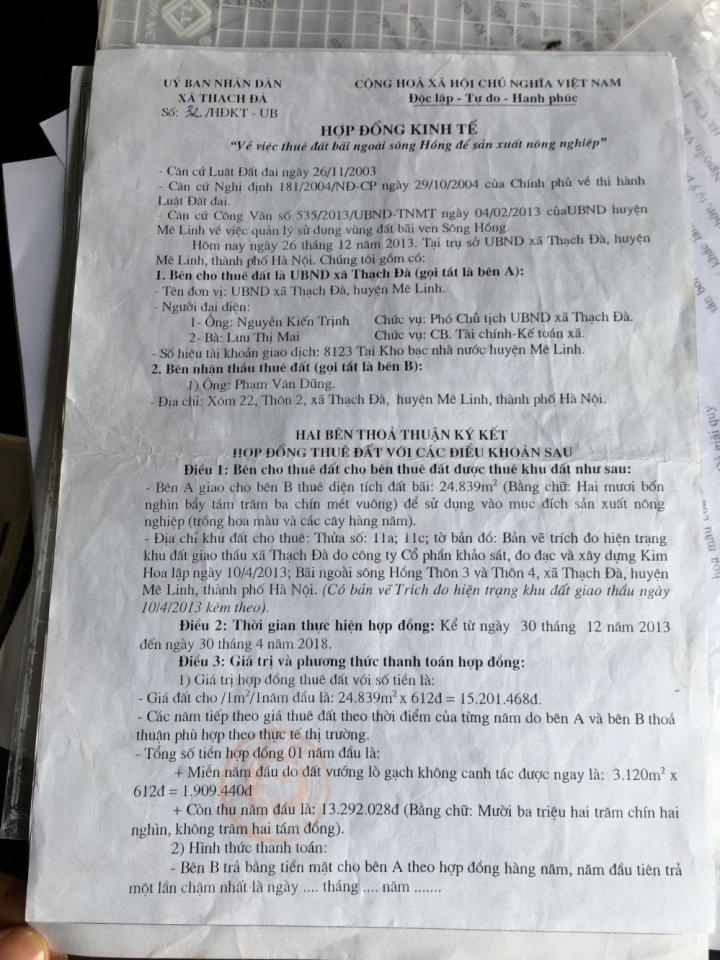 UỶ BAN NHÂN DÂN
XÃ THẠCH ĐÀ
Số: 32./HĐKT - UB
CỘNG HOÀ XÃ HỘI CHỦ NGHĨA VIỆT NAM
Độc lập - Tự do - Hạnh phúc
HỢP ĐỒNG KINH TẾ
"Về việc thuê đất bãi ngoài sông Hồng để sản xuất nông nghiệp"
- Căn cứ Luật Đất đai ngày 26/11/2003
- Căn cứ Nghị định 181/2004/NĐ-CP ngày 29/10/2004 của Chính phủ về thi hành
Luật Đất đai.
- Căn cứ Công Văn số 535/2013/UBND-TNMT ngày 04/02/2013 củaUBND huyện
Mê Linh về việc quản lý sử dụng vùng đất bãi ven Sông Hồng.
Hôm nay ngày 26 tháng 12 năm 2013. Tại trụ sở UBND xã Thạch Đà, huyện
Mê Linh, thành phố Hà Nội. Chúng tôi gồm có:
1. Bên cho thuê đất là UBND xã Thạch Đà (gọi tắt là bên A):
- Tên đơn vị: UBND xã Thạch Đà, huyện Mê Linh.
- Người đại diện:
1- Ông: Nguyễn Kiến Trịnh Chức vụ: Phó Chủ tịch UBND xã Thạch Đà.
2- Bà: Lưu Thị Mai Chức vụ: CB. Tài chính-Kế toán xã.
- Số hiệu tài khoản giao dịch: 8123 Tại Kho bạc nhà nước huyện Mê Linh.
2. Bên nhận thầu thuê đất (gọi tắt là bên B):
1) Ông: Phạm Văn Dũng.
- Địa chỉ: Xóm 22, Thôn 2, xã Thạch Đà, huyện Mê Linh, thành phố Hà Nội.
HAI BÊN THOẢ THUẬN KÝ KẾT
HỢP ĐỒNG THUÊ ĐẤT VỚI CÁC ĐIỀU KHOẢN SAU
Điều 1: Bên cho thuê đất cho bên thuê đất được thuê khu đất như sau:
- Bên A giao cho bên B thuê diện tích đất bãi: 24.839m² (Bằng chữ: Hai mươi bốn
nghìn bẩy tám trăm ba chín mét vuông) để sử dụng vào mục đích sản xuất nông
nghiệp (trồng hoa màu và các cây hàng năm).
- Địa chỉ khu đất cho thuê: Thửa số: 11a; 11c; tờ bản đồ: Bản vẽ trích đo hiện trạng
khu đất giao thầu xã Thạch Đà do công ty Cổ phần khảo sát, đo đạc và xây dựng Kim
Hoa lập ngày 10/4/2013; Bãi ngoài sông Hồng Thôn 3 và Thôn 4, xã Thạch Đà, huyện
Mê Linh, thành phố Hà Nội. (Có bản vẽ Trích đo hiện trạng khu đất giao thầu ngày
10/4/2013 kèm theo).
Điều 2: Thời gian thực hiện hợp đồng: Kể từ ngày 30 tháng 12 năm 2013
đến ngày 30 tháng 4 năm 2018.
Điều 3: Giá trị và phương thức thanh toán hợp đồng:
1) Giá trị hợp đồng thuê đất với số tiền là:
- Giá đất cho /1m²/1năm đầu là: 24.839m² x 612đ = 15.201.468đ.
- Các năm tiếp theo giá thuê đất theo thời điểm của từng năm do bên A và bên B thoả
thuận phù hợp theo thực tế thị trường.
- Tổng số tiền hợp đồng 01 năm đầu là:
+ Miễn năm đầu do đất vướng lò gạch không canh tác được ngay là: 3.120m² x
612đ = 1.909.440đ
+ Còn thu năm đầu là: 13.292.028đ (Bằng chữ: Mười ba triệu hai trăm chín hai
nghìn, không trăm hai tám đồng).
2) Hình thức thanh toán:
- Bên B trả bằng tiền mặt cho bên A theo hợp đồng hàng năm, năm đầu tiên trả
một lần chậm nhất là ngày .... tháng .... năm .......